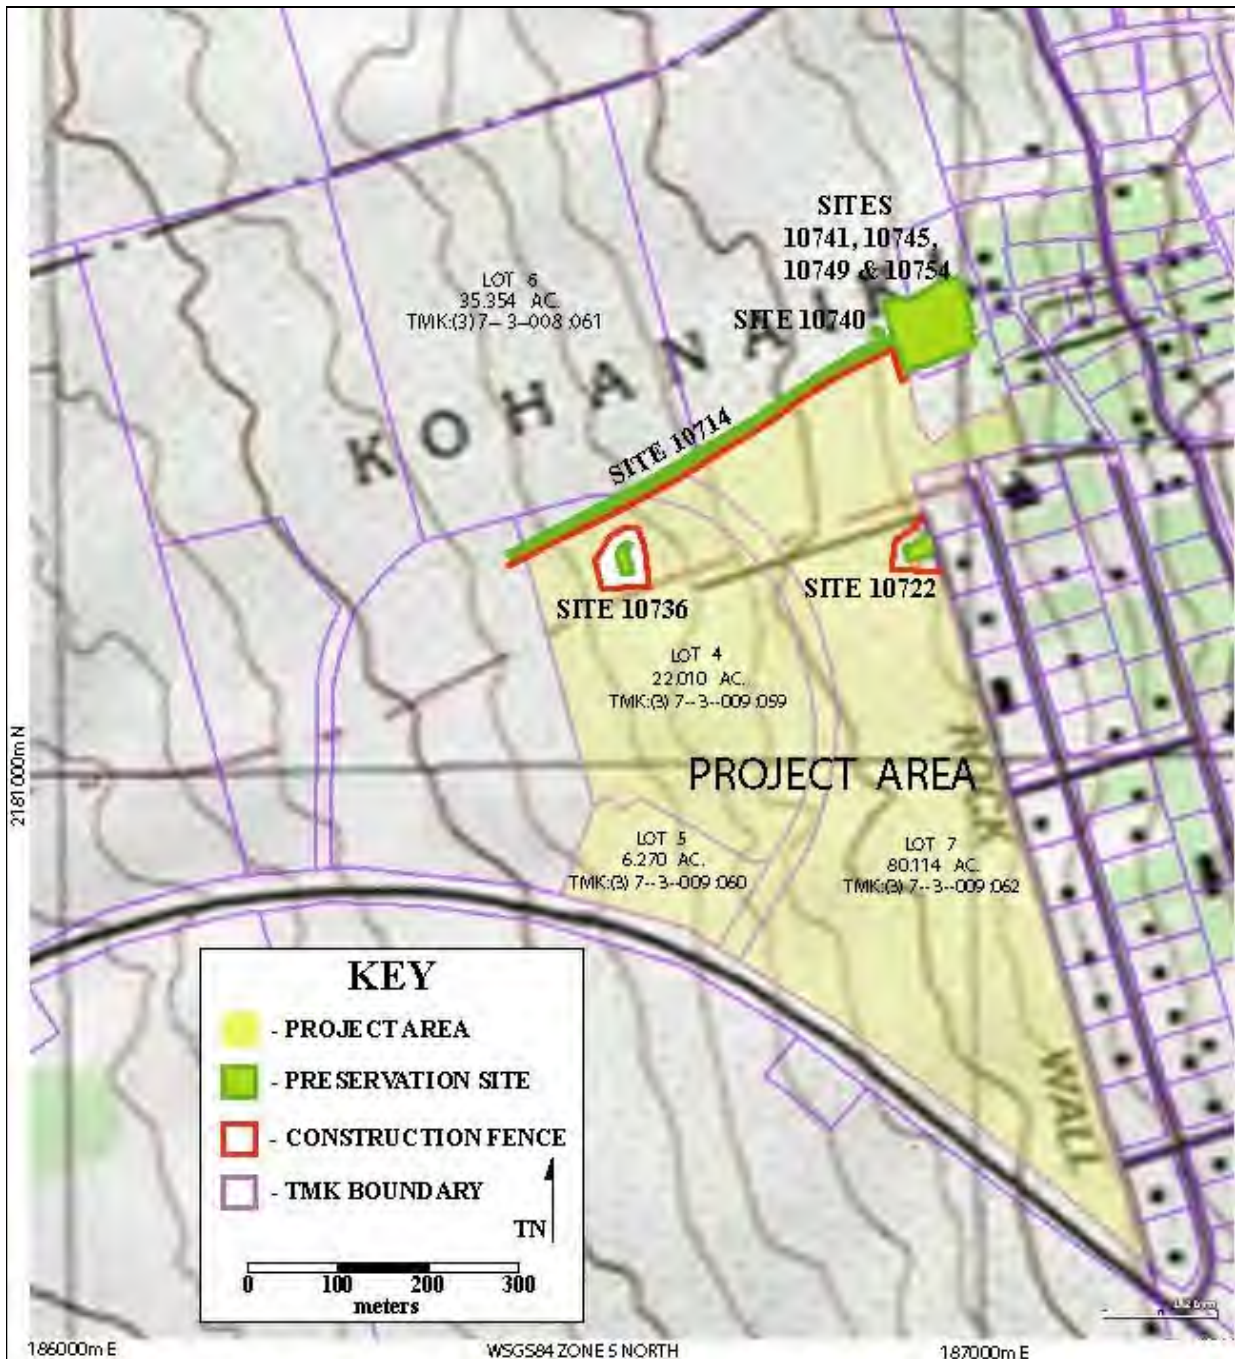 SITES
10741, 10745,
10749 & 10754
LOT 6
35.354 AC.
TMK:(3) 7--3--008:061
SITE 10740
KOHANAIK
SITE 10714
SITE 10736
SITE 10722
LOT 4
22.010 AC.
TMK:(3) 7--3--009:059
PROJECT AREA
ROCK
WALL
LOT 5
6.270 AC.
TMK:(3) 7--3--009:060
LOT 7
80.114 AC.
TMK:(3) 7--3--009:062
2181000m N
KEY
- PROJECT AREA
- PRESERVATION SITE
- CONSTRUCTION FENCE
- TMK BOUNDARY
TN
0 100 200 300
meters
186000m E
WSGS84 ZONE 5 NORTH
187000m E